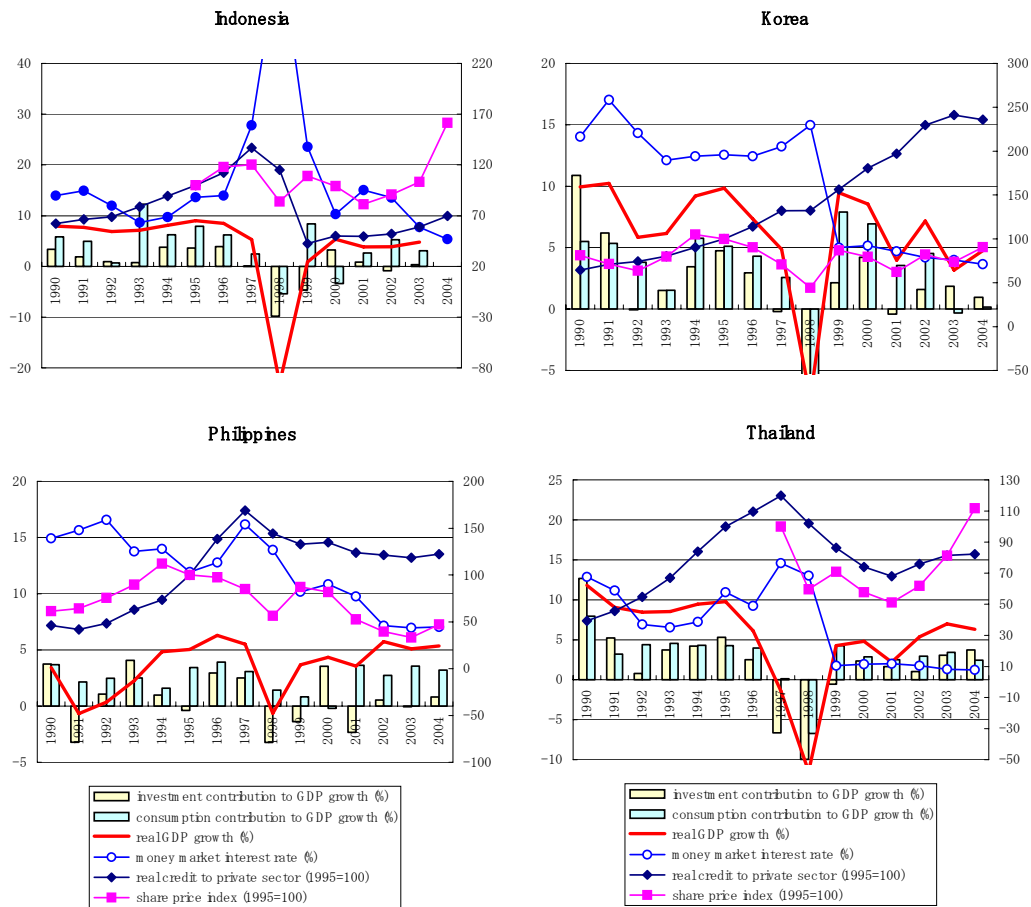 Indonesia
40
30
20
10
0
−10
−20
220
170
120
70
20
−30
−80
1990 1991 1992 1993 1994 1995 1996 1997 1998 1999 2000 2001 2002 2003 2004
Korea
20
15
10
5
0
−5
300
250
200
150
100
50
0
−50
1990 1991 1992 1993 1994 1995 1996 1997 1998 1999 2000 2001 2002 2003 2004
Philippines
20
15
10
5
0
−5
200
150
100
50
0
−50
−100
1990 1991 1992 1993 1994 1995 1996 1997 1998 1999 2000 2001 2002 2003 2004
Thailand
25
20
15
10
5
0
−5
−10
130
110
90
70
50
30
10
−10
−30
−50
1990 1991 1992 1993 1994 1995 1996 1997 1998 1999 2000 2001 2002 2003 2004
investment contribution to GDP growth (%)
consumption contribution to GDP growth (%)
real GDP growth (%)
money market interest rate (%)
real credit to private sector (1995=100)
share price index (1995=100)
investment contribution to GDP growth (%)
consumption contribution to GDP growth (%)
real GDP growth (%)
money market interest rate (%)
real credit to private sector (1995=100)
share price index (1995=100)